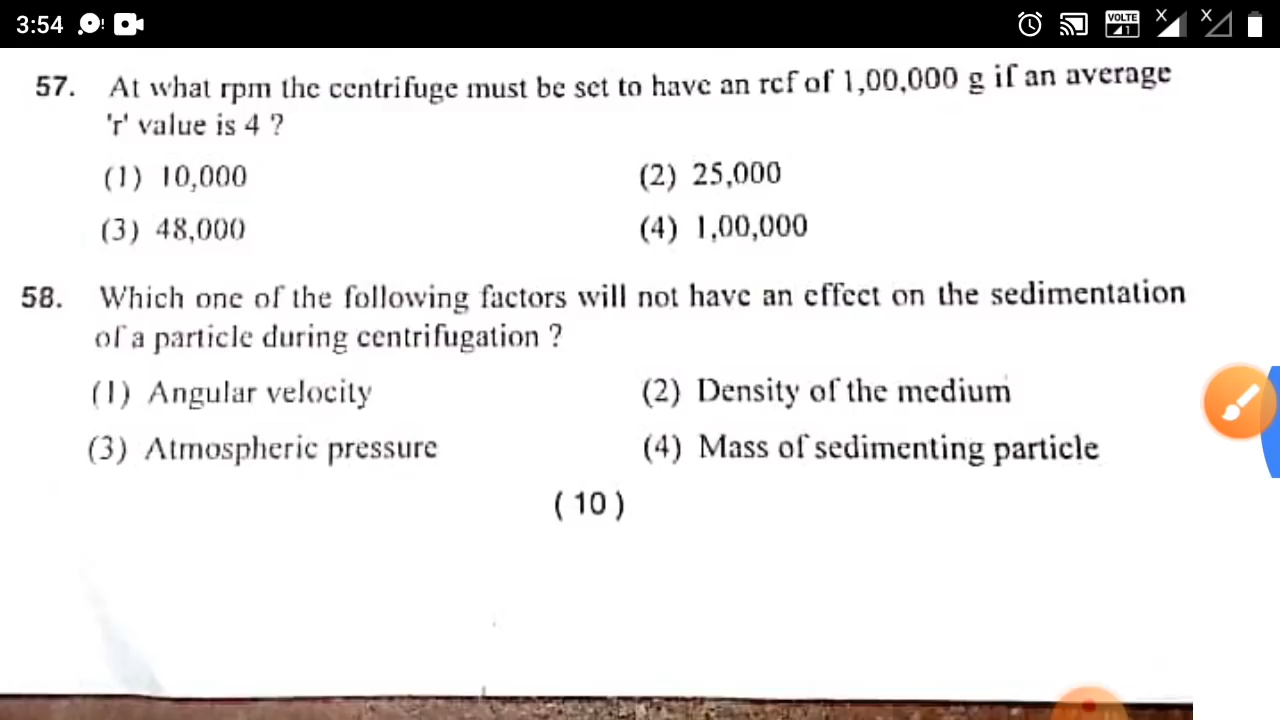 3:54
VOLTE
1
X
X
57. At what rpm the centrifuge must be set to have an rcf of 1,00,000 g if an average
'r' value is 4 ?
(1) 10,000 (2) 25,000
(3) 48,000 (4) 1,00,000
58. Which one of the following factors will not have an effect on the sedimentation
of a particle during centrifugation ?
(1) Angular velocity (2) Density of the medium
(3) Atmospheric pressure (4) Mass of sedimenting particle
( 10 )